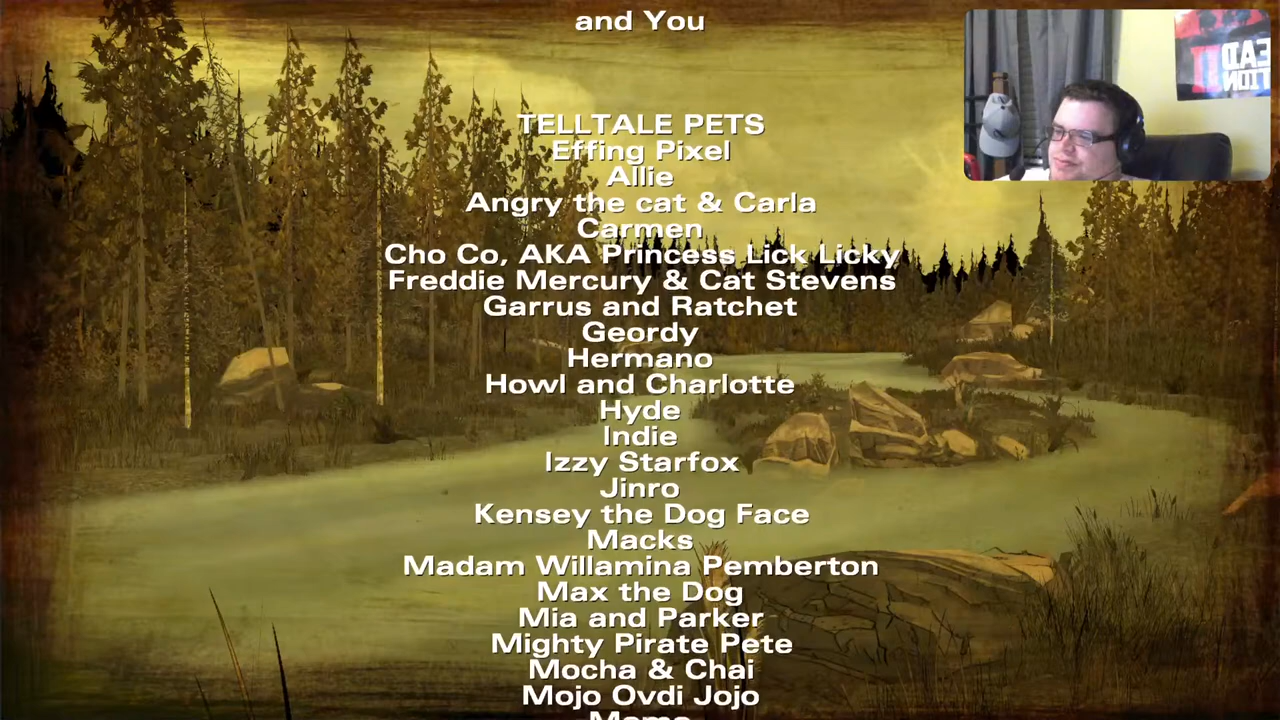 and You
TELLTALE PETS
Effing Pixel
Allie
Angry the cat & Carla
Carmen
Cho Co, AKA Princess Lick Licky
Freddie Mercury & Cat Stevens
Garrus and Ratchet
Geordy
Hermano
Howl and Charlotte
Hyde
Indie
Izzy Starfox
Jinro
Kensey the Dog Face
Macks
Madam Willamina Pemberton
Max the Dog
Mia and Parker
Mighty Pirate Pete
Mocha & Chai
Mojo Ovdi Jojo